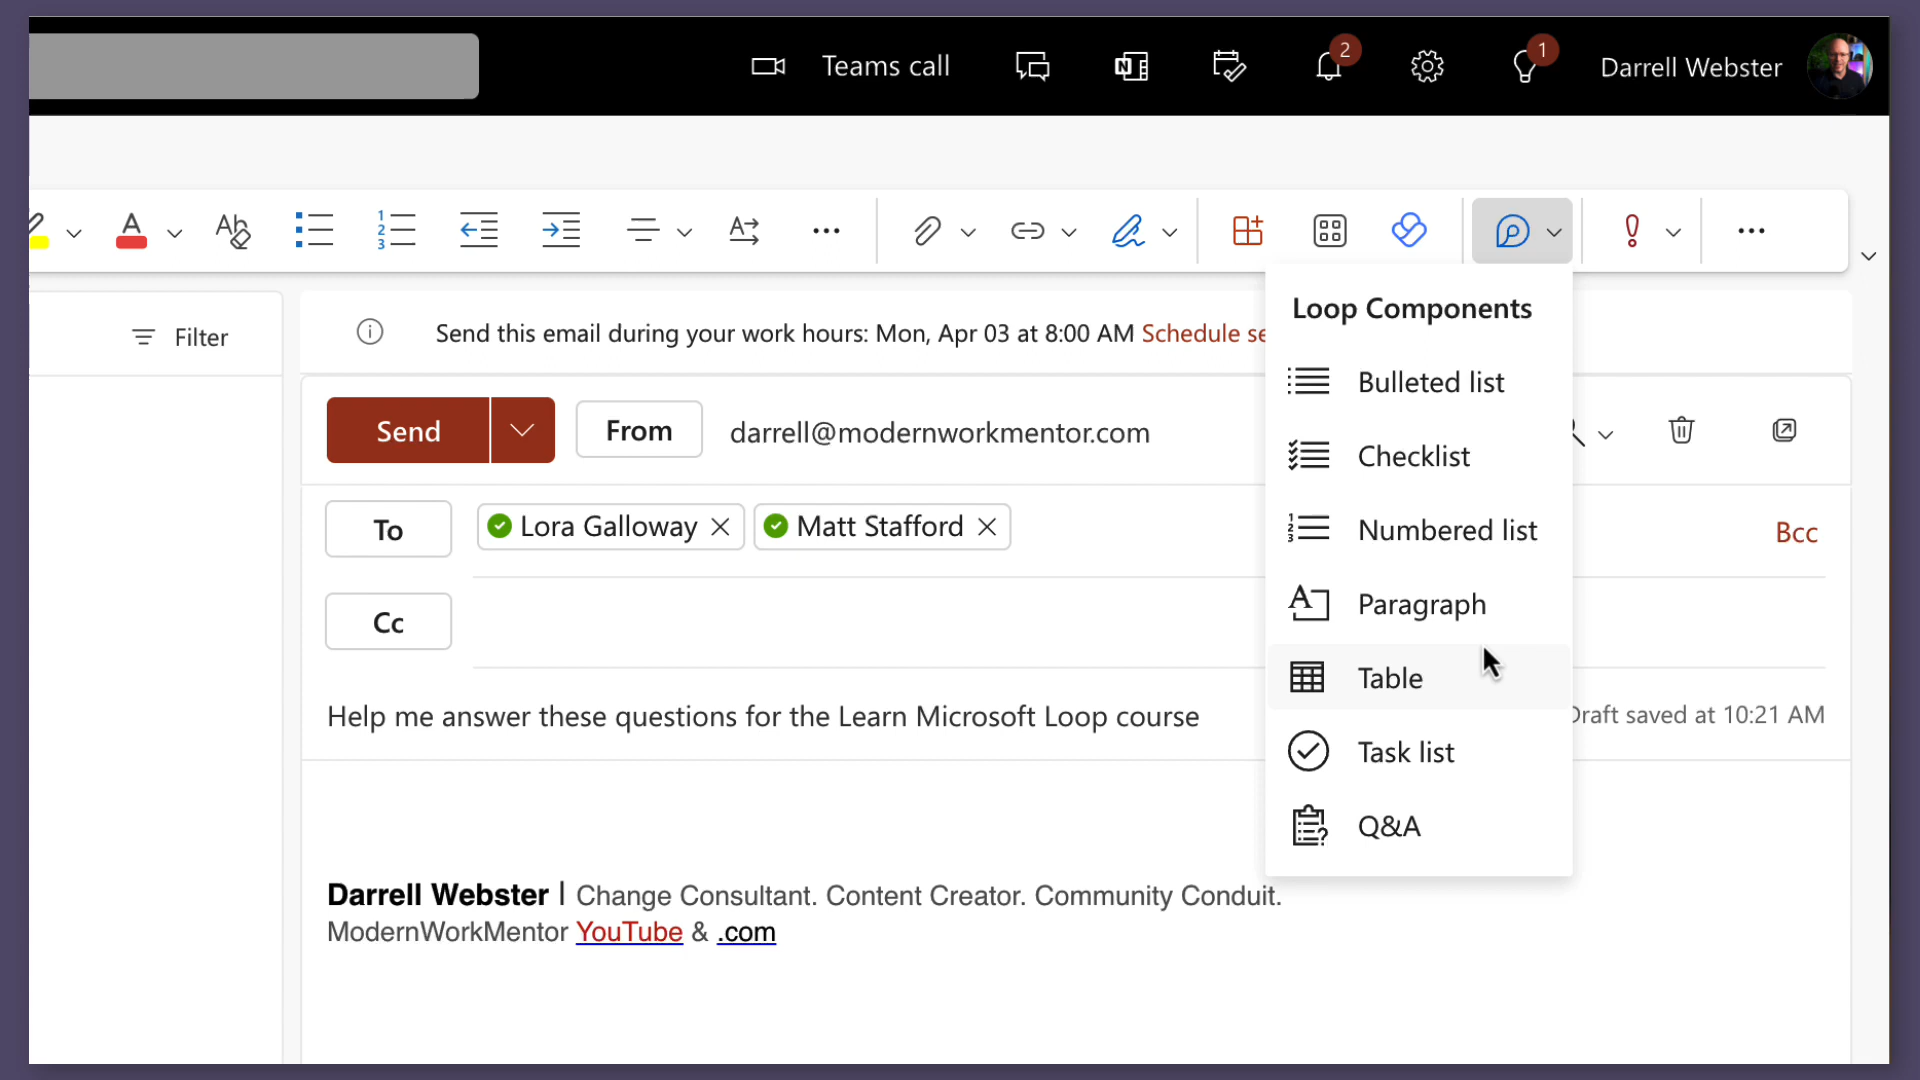 Teams call
2
1
Darrell Webster
Filter
Send this email during your work hours: Mon, Apr 03 at 8:00 AM Schedule se
Loop Components
Bulleted list
Checklist
Numbered list
Paragraph
Table
Task list
Q&A
Send
From
darrell@modernworkmentor.com
To
Lora Galloway
Matt Stafford
Bcc
Cc
Help me answer these questions for the Learn Microsoft Loop course
Draft saved at 10:21 AM
Darrell Webster | Change Consultant. Content Creator. Community Conduit.
ModernWorkMentor YouTube & .com